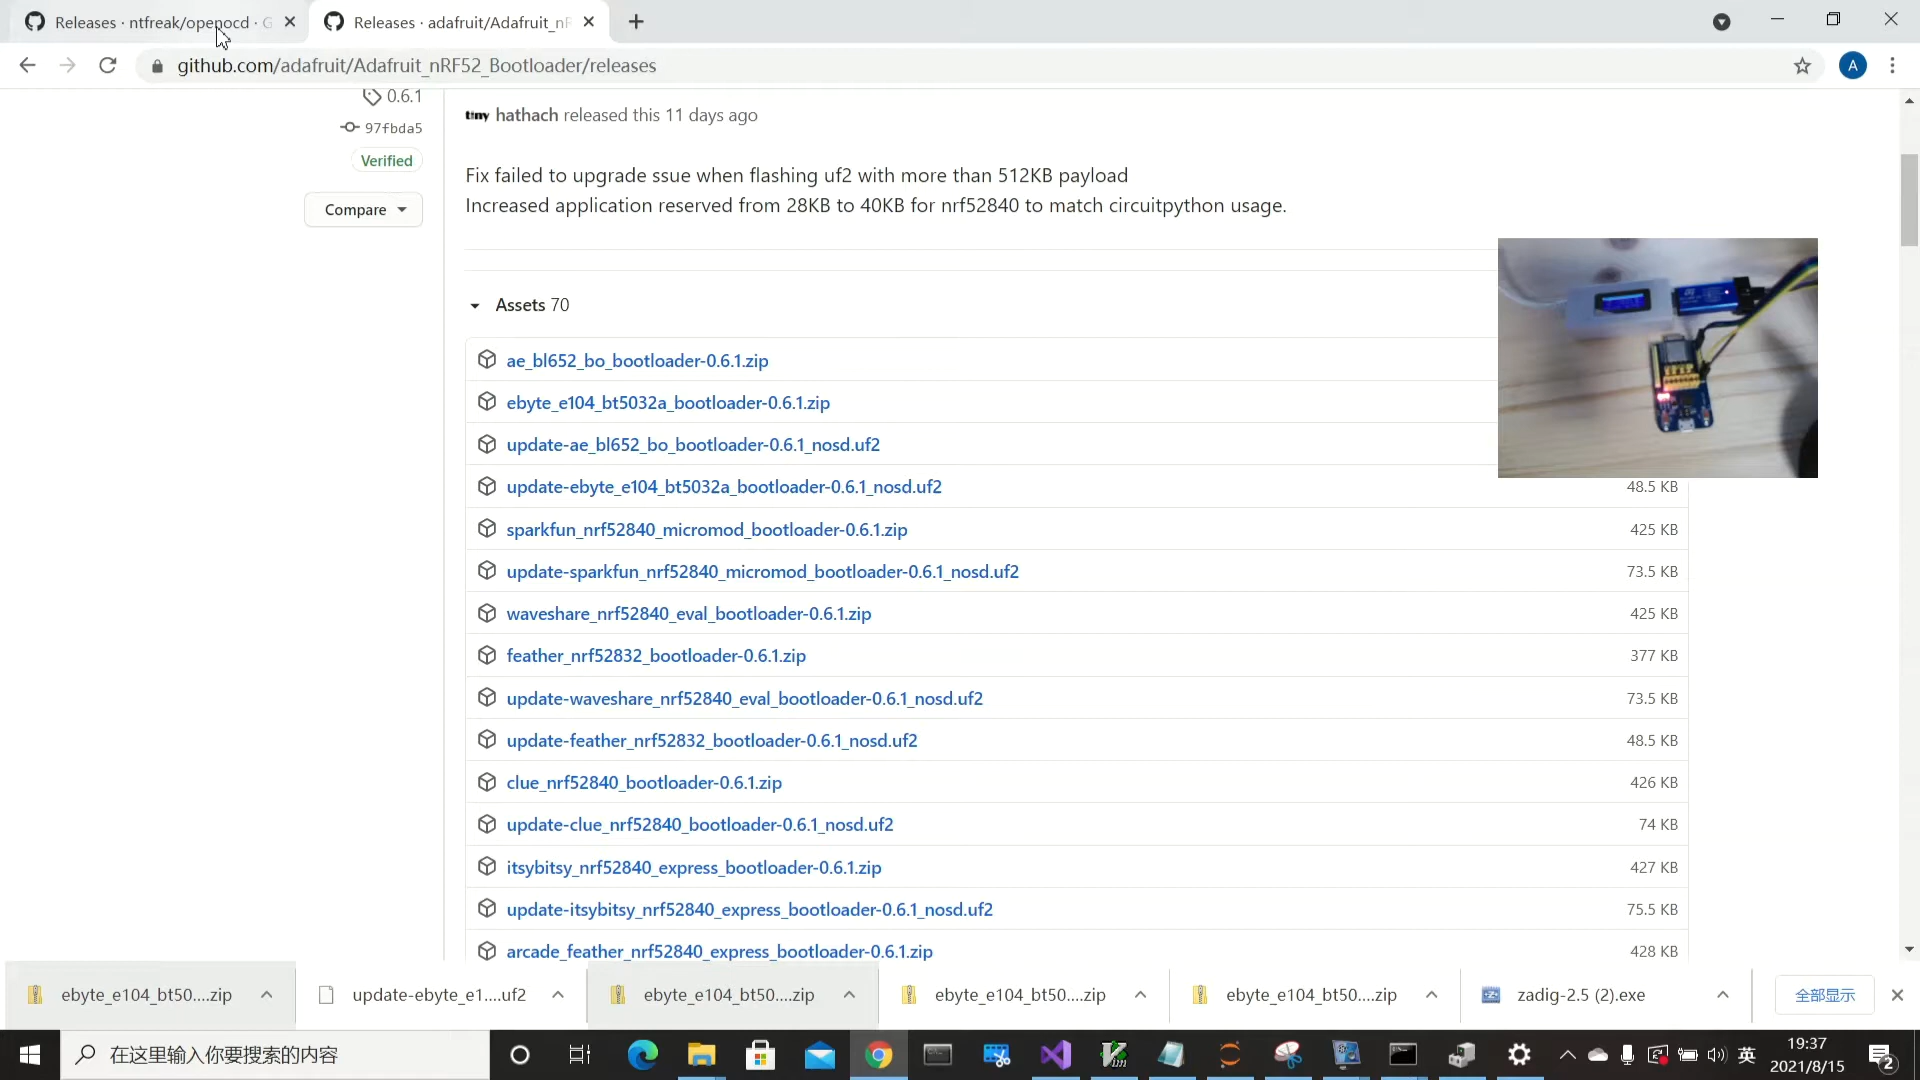 Releases · ntfreak/openocd · G
Releases · adafruit/Adafruit_nRF
github.com/adafruit/Adafruit_nRF52_Bootloader/releases
A
0.6.1
97fbda5
Verified
Compare
tiny hathach released this 11 days ago
Fix failed to upgrade ssue when flashing uf2 with more than 512KB payload
Increased application reserved from 28KB to 40KB for nrf52840 to match circuitpython usage.
Assets 70
ae_bl652_bo_bootloader-0.6.1.zip
ebyte_e104_bt5032a_bootloader-0.6.1.zip
update-ae_bl652_bo_bootloader-0.6.1_nosd.uf2
update-ebyte_e104_bt5032a_bootloader-0.6.1_nosd.uf2 48.5 KB
sparkfun_nrf52840_micromod_bootloader-0.6.1.zip 425 KB
update-sparkfun_nrf52840_micromod_bootloader-0.6.1_nosd.uf2 73.5 KB
waveshare_nrf52840_eval_bootloader-0.6.1.zip 425 KB
feather_nrf52832_bootloader-0.6.1.zip 377 KB
update-waveshare_nrf52840_eval_bootloader-0.6.1_nosd.uf2 73.5 KB
update-feather_nrf52832_bootloader-0.6.1_nosd.uf2 48.5 KB
clue_nrf52840_bootloader-0.6.1.zip 426 KB
update-clue_nrf52840_bootloader-0.6.1_nosd.uf2 74 KB
itsybitsy_nrf52840_express_bootloader-0.6.1.zip 427 KB
update-itsybitsy_nrf52840_express_bootloader-0.6.1_nosd.uf2 75.5 KB
arcade_feather_nrf52840_express_bootloader-0.6.1.zip 428 KB
ebyte_e104_bt50....zip
update-ebyte_e1....uf2
ebyte_e104_bt50....zip
ebyte_e104_bt50....zip
ebyte_e104_bt50....zip
zadig-2.5 (2).exe
全部显示
在这里输入你要搜索的内容
英
19:37
2021/8/15
2